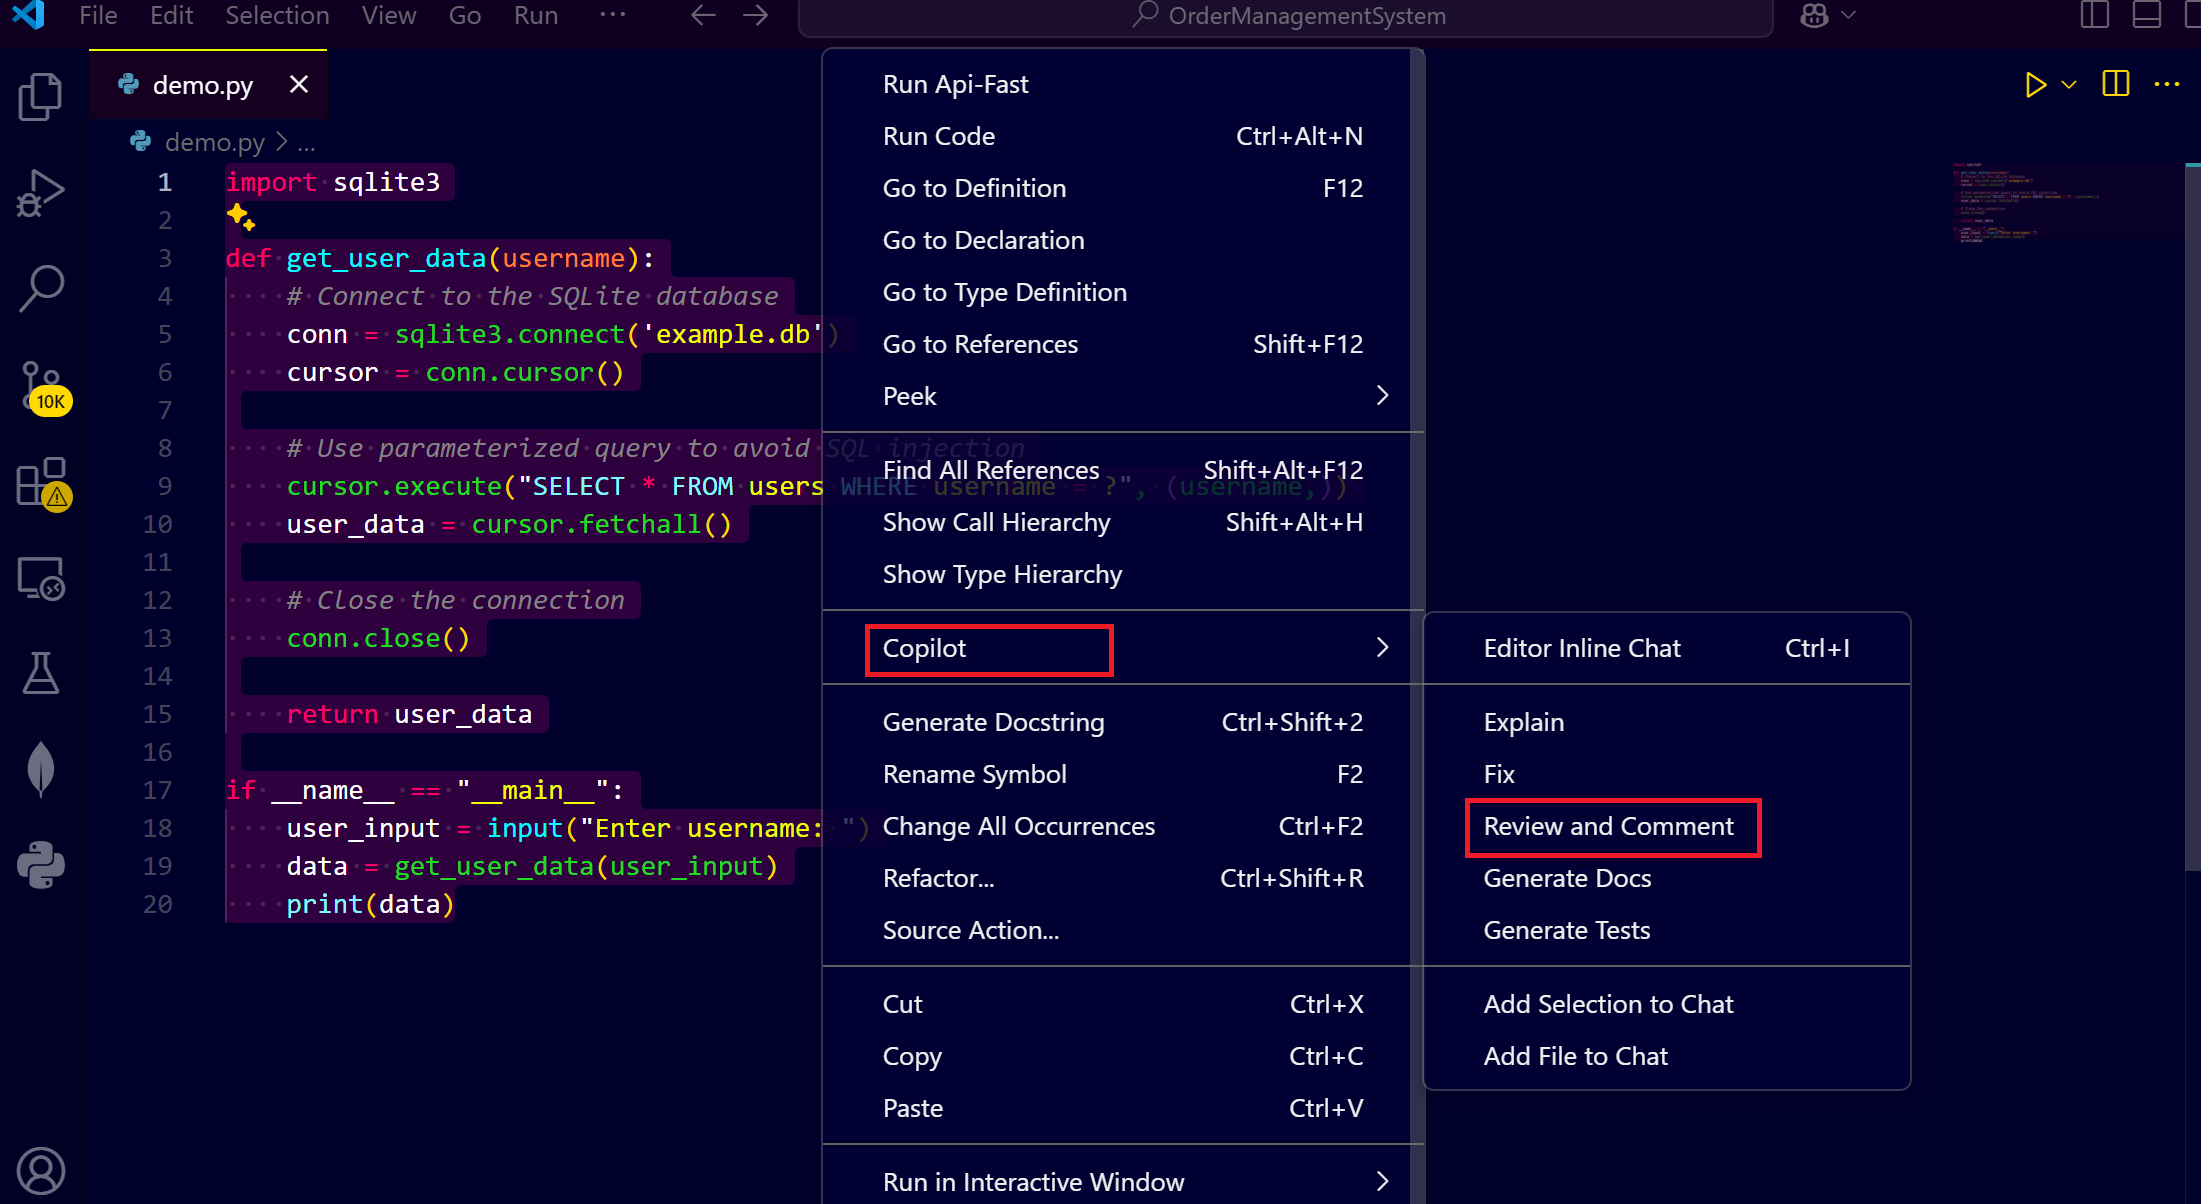 File Edit Selection View Go Run ··· OrderManagementSystem
demo.py
demo.py > ...
1 import sqlite3
2
3 def get_user_data(username):
4 # Connect to the SQLite database
5 conn = sqlite3.connect('example.db')
6 cursor = conn.cursor()
7
8 # Use parameterized query to avoid SQL injection
9 cursor.execute("SELECT * FROM users WHERE username = ?", (username,))
10 user_data = cursor.fetchall()
11
12 # Close the connection
13 conn.close()
14
15 return user_data
16
17 if __name__ == "__main__":
18 user_input = input("Enter username: ")
19 data = get_user_data(user_input)
20 print(data)
10K
Run Api-Fast
Run Code Ctrl+Alt+N
Go to Definition F12
Go to Declaration
Go to Type Definition
Go to References Shift+F12
Peek
Find All References Shift+Alt+F12
Show Call Hierarchy Shift+Alt+H
Show Type Hierarchy
Copilot
Generate Docstring Ctrl+Shift+2
Rename Symbol F2
Change All Occurrences Ctrl+F2
Refactor... Ctrl+Shift+R
Source Action...
Cut Ctrl+X
Copy Ctrl+C
Paste Ctrl+V
Run in Interactive Window
Editor Inline Chat Ctrl+I
Explain
Fix
Review and Comment
Generate Docs
Generate Tests
Add Selection to Chat
Add File to Chat